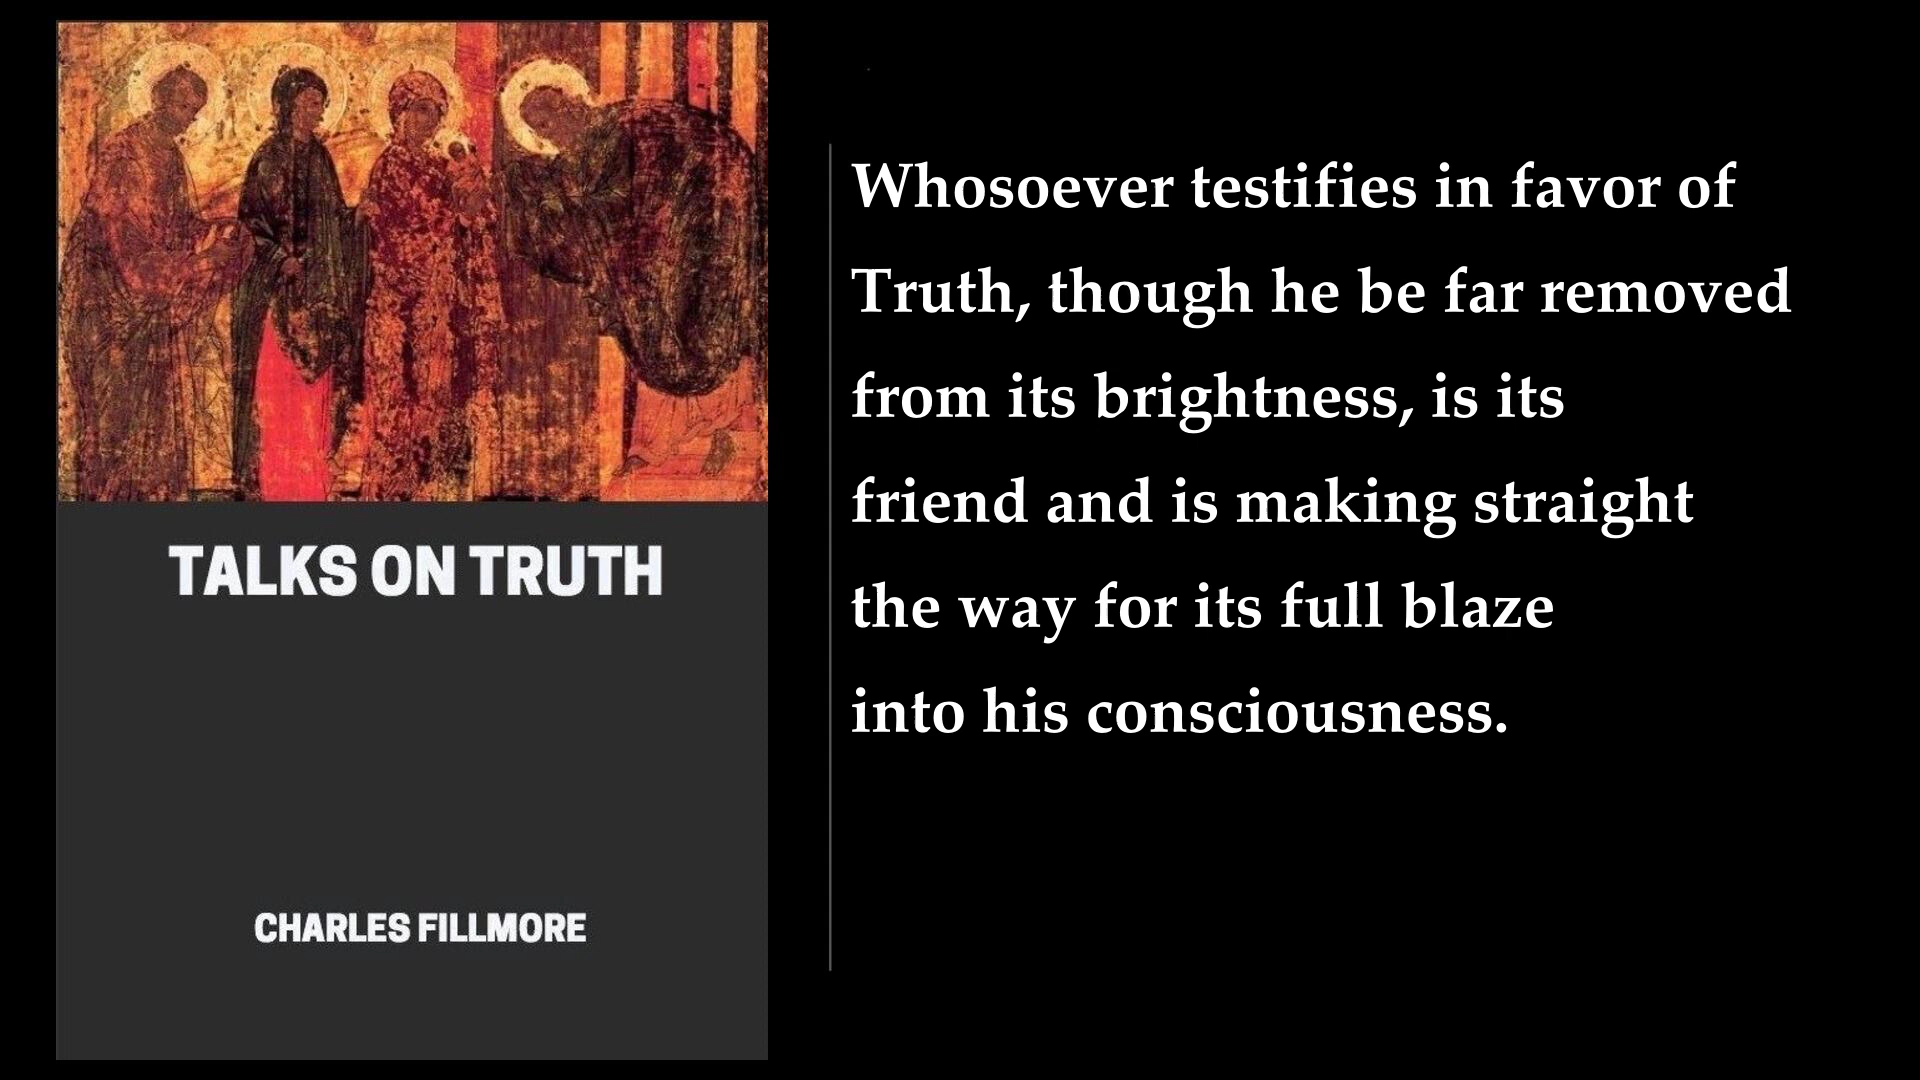 TALKS ON TRUTH
CHARLES FILLMORE
Whosoever testifies in favor of
Truth, though he be far removed
from its brightness, is its
friend and is making straight
the way for its full blaze
into his consciousness.